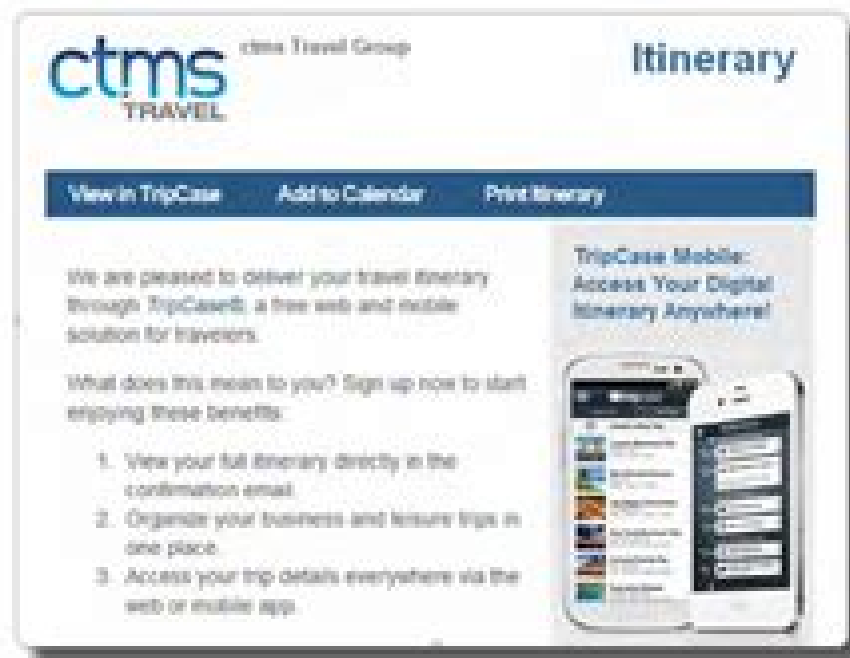 ctms
TRAVEL
ctms Travel Group
Itinerary
View in TripCase
Add to Calendar
Print Itinerary
We are pleased to deliver your travel itinerary
through TripCase®, a free web and mobile
solution for travelers.
What does this mean to you? Sign up now to start
enjoying these benefits:
1. View your full itinerary directly in the
confirmation email.
2. Organize your business and leisure trips in
one place.
3. Access your trip details everywhere via the
web or mobile app.
TripCase Mobile:
Access Your Digital
Itinerary Anywhere!